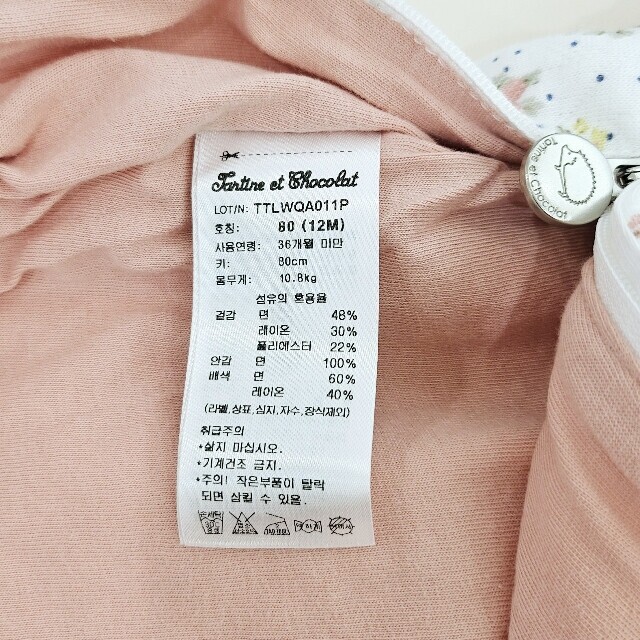 Tartine et Chocolat
LOT/N: TTLWQA011P
호칭: 80 (12M)
사용연령: 36개월 미만
키: 80cm
몸무게: 10.8kg
섬유의 혼용율
겉감 면 48%
레이온 30%
폴리에스터 22%
안감 면 100%
배색 면 60%
레이온 40%
(라벨,상표,심지,자수,장식제외)
취급주의
*삶지 마십시오.
*기계건조 금지.
*주의! 작은부품이 탈락
되면 삼킬 수 있음.
Tartine et Chocolat